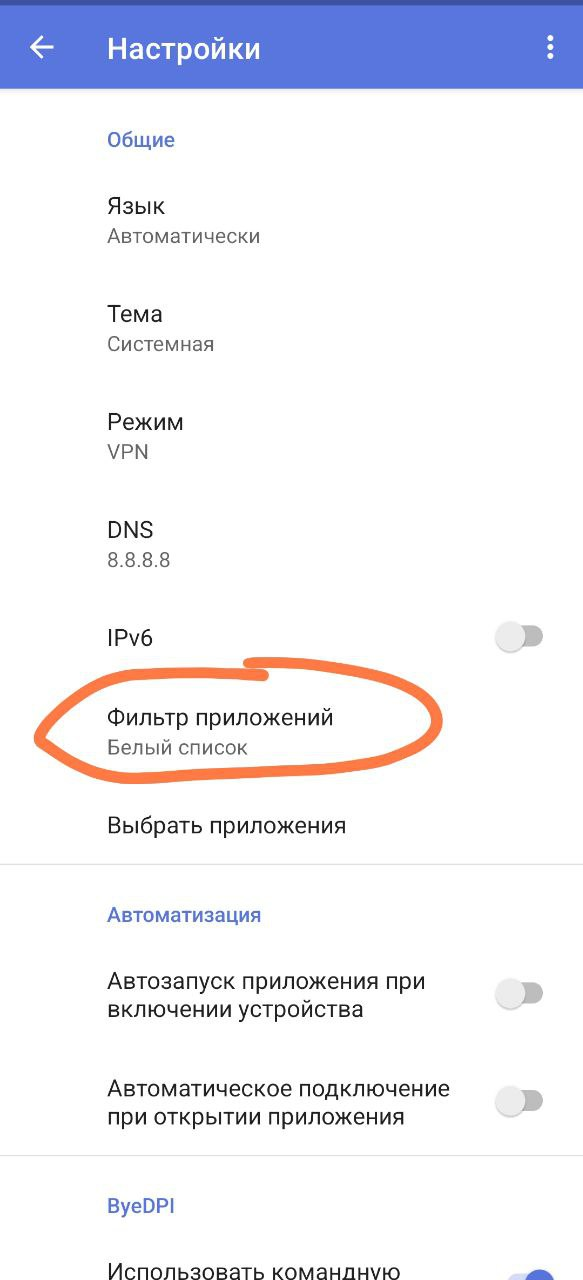 Настройки
Общие
Язык
Автоматически
Тема
Системная
Режим
VPN
DNS
8.8.8.8
IPv6
Фильтр приложений
Белый список
Выбрать приложения
Автоматизация
Автозапуск приложения при
включении устройства
Автоматическое подключение
при открытии приложения
ByeDPI
Использовать командную